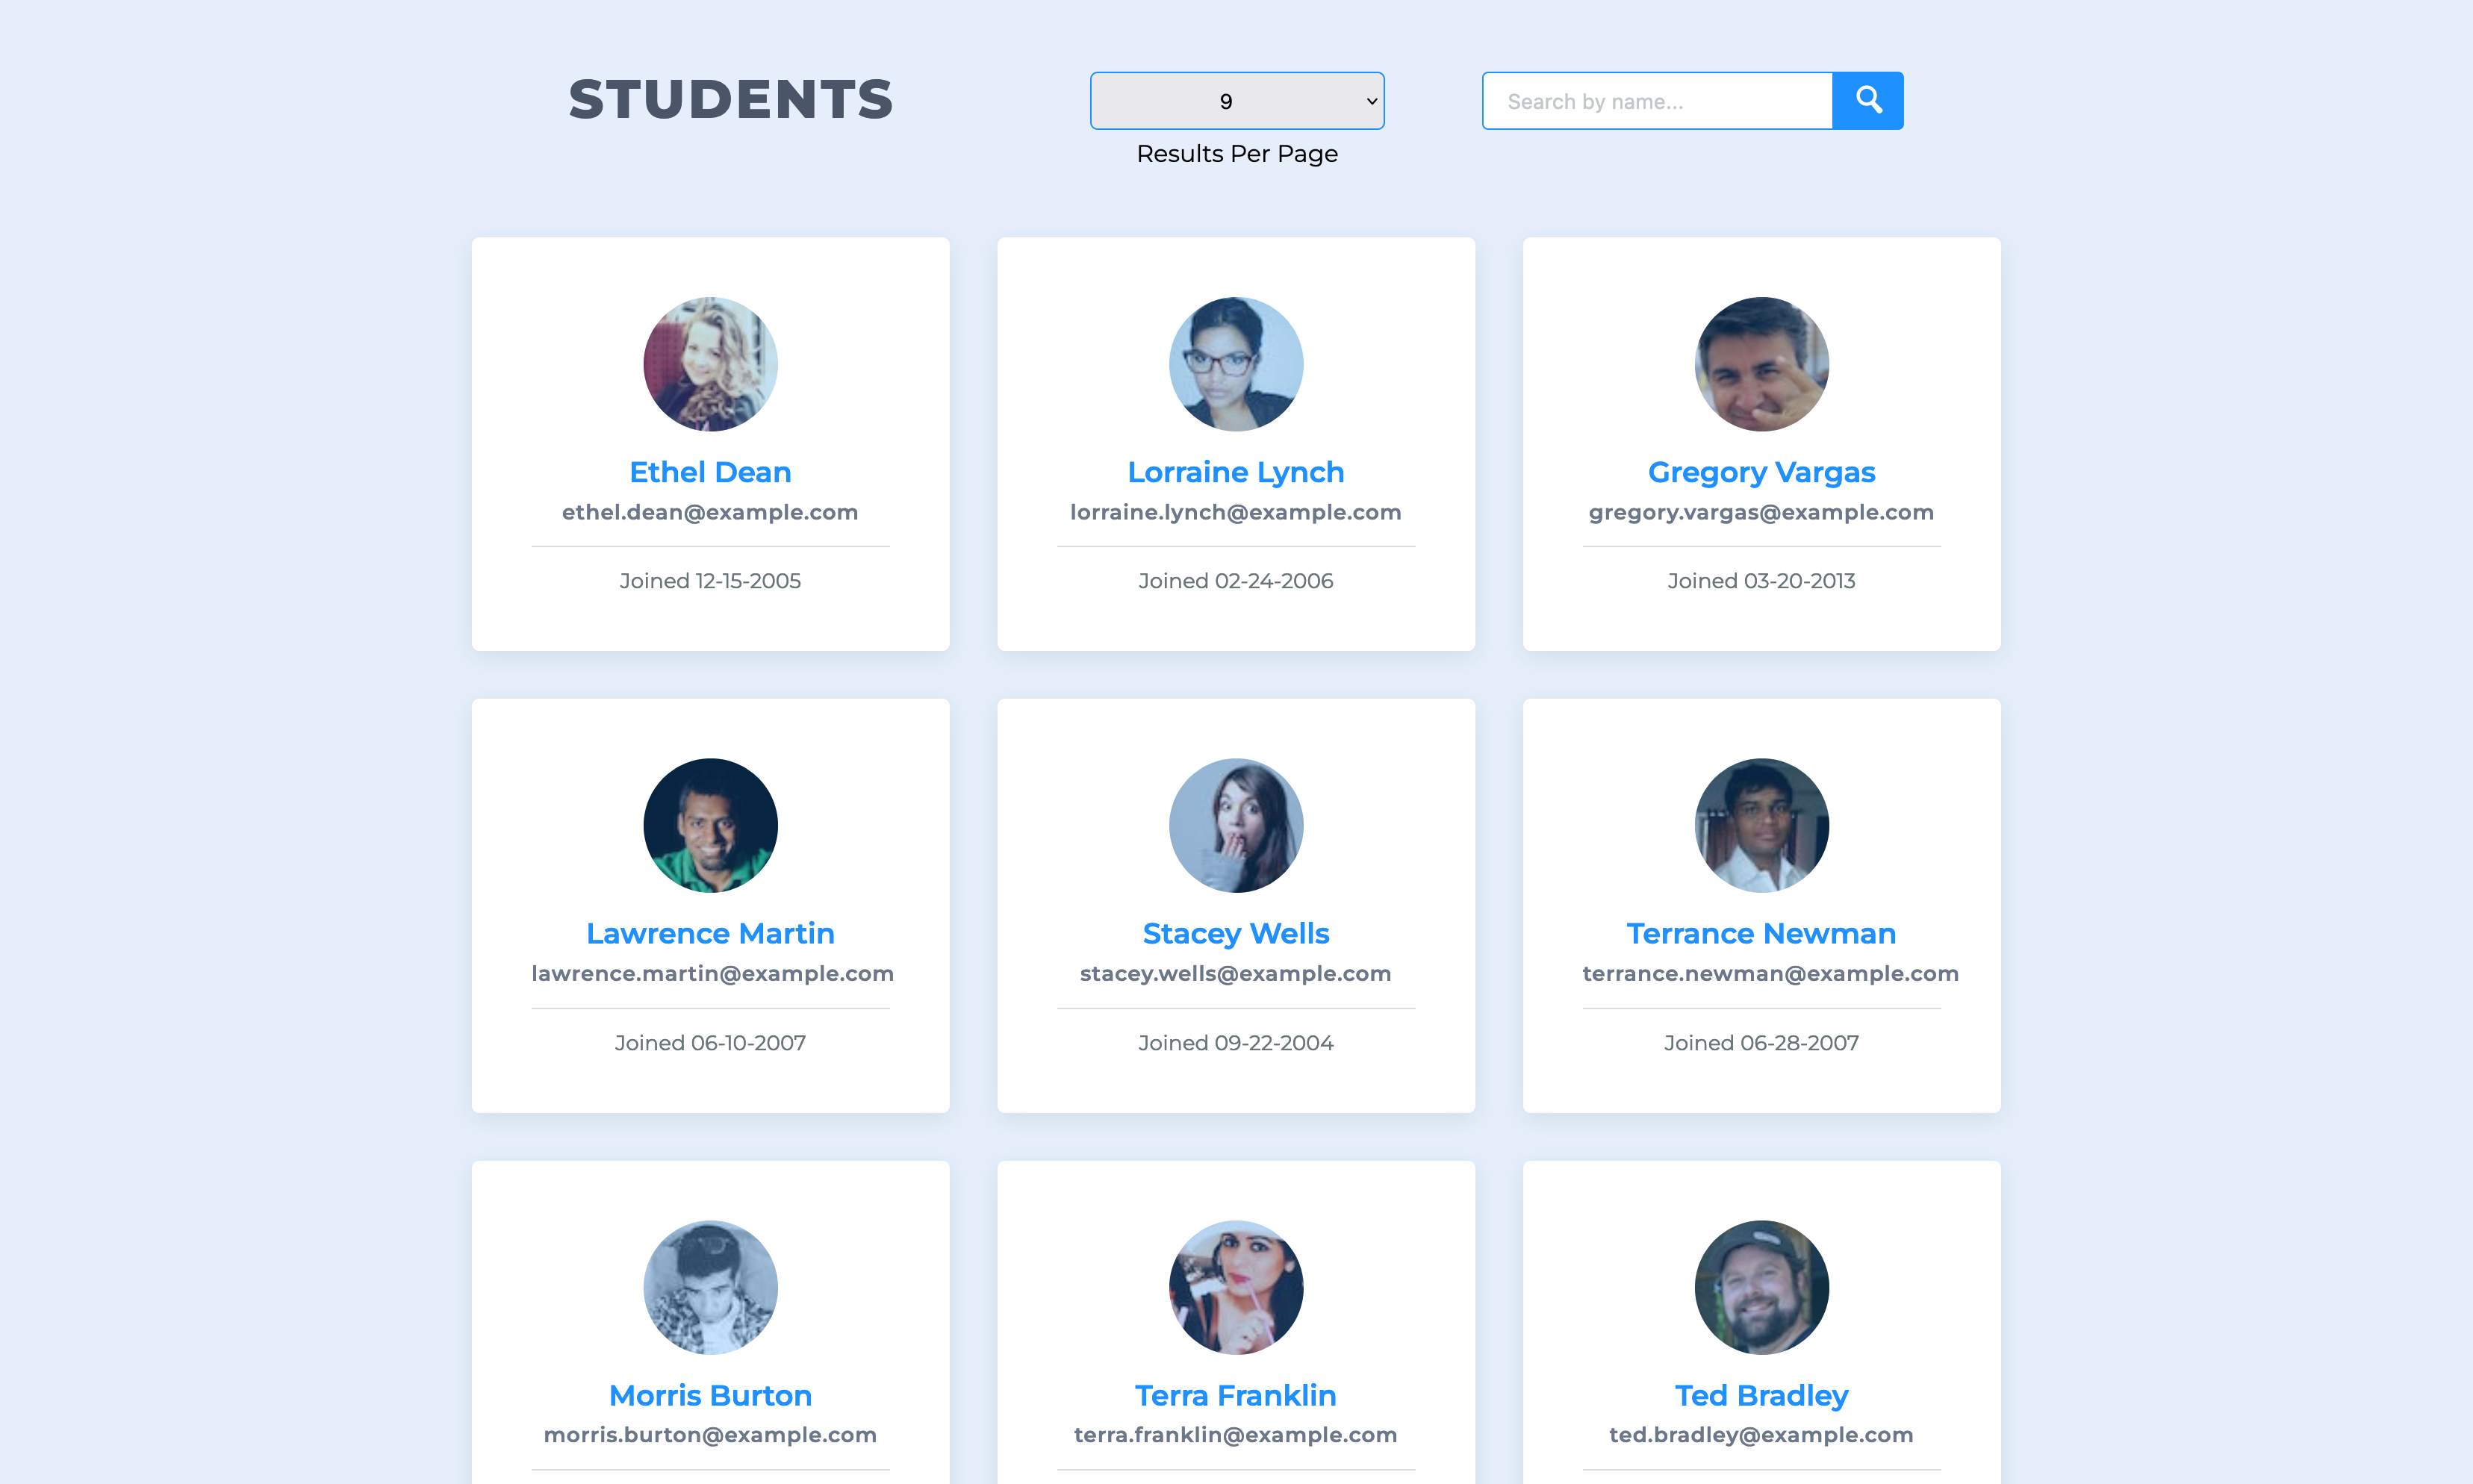 STUDENTS
9
Search by name...
Results Per Page
Ethel Dean
ethel.dean@example.com
Joined 12-15-2005
Lorraine Lynch
lorraine.lynch@example.com
Joined 02-24-2006
Gregory Vargas
gregory.vargas@example.com
Joined 03-20-2013
Lawrence Martin
lawrence.martin@example.com
Joined 06-10-2007
Stacey Wells
stacey.wells@example.com
Joined 09-22-2004
Terrance Newman
terrance.newman@example.com
Joined 06-28-2007
Morris Burton
morris.burton@example.com
Terra Franklin
terra.franklin@example.com
Ted Bradley
ted.bradley@example.com